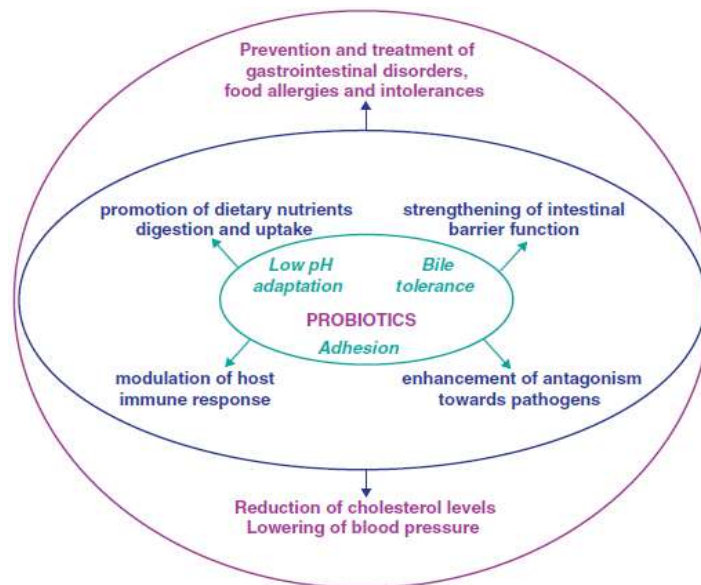 Prevention and treatment of
gastrointestinal disorders,
food allergies and intolerances
promotion of dietary nutrients
digestion and uptake
strengthening of intestinal
barrier function
Low pH
adaptation
Bile
tolerance
PROBIOTICS
Adhesion
modulation of host
immune response
enhancement of antagonism
towards pathogens
Reduction of cholesterol levels
Lowering of blood pressure